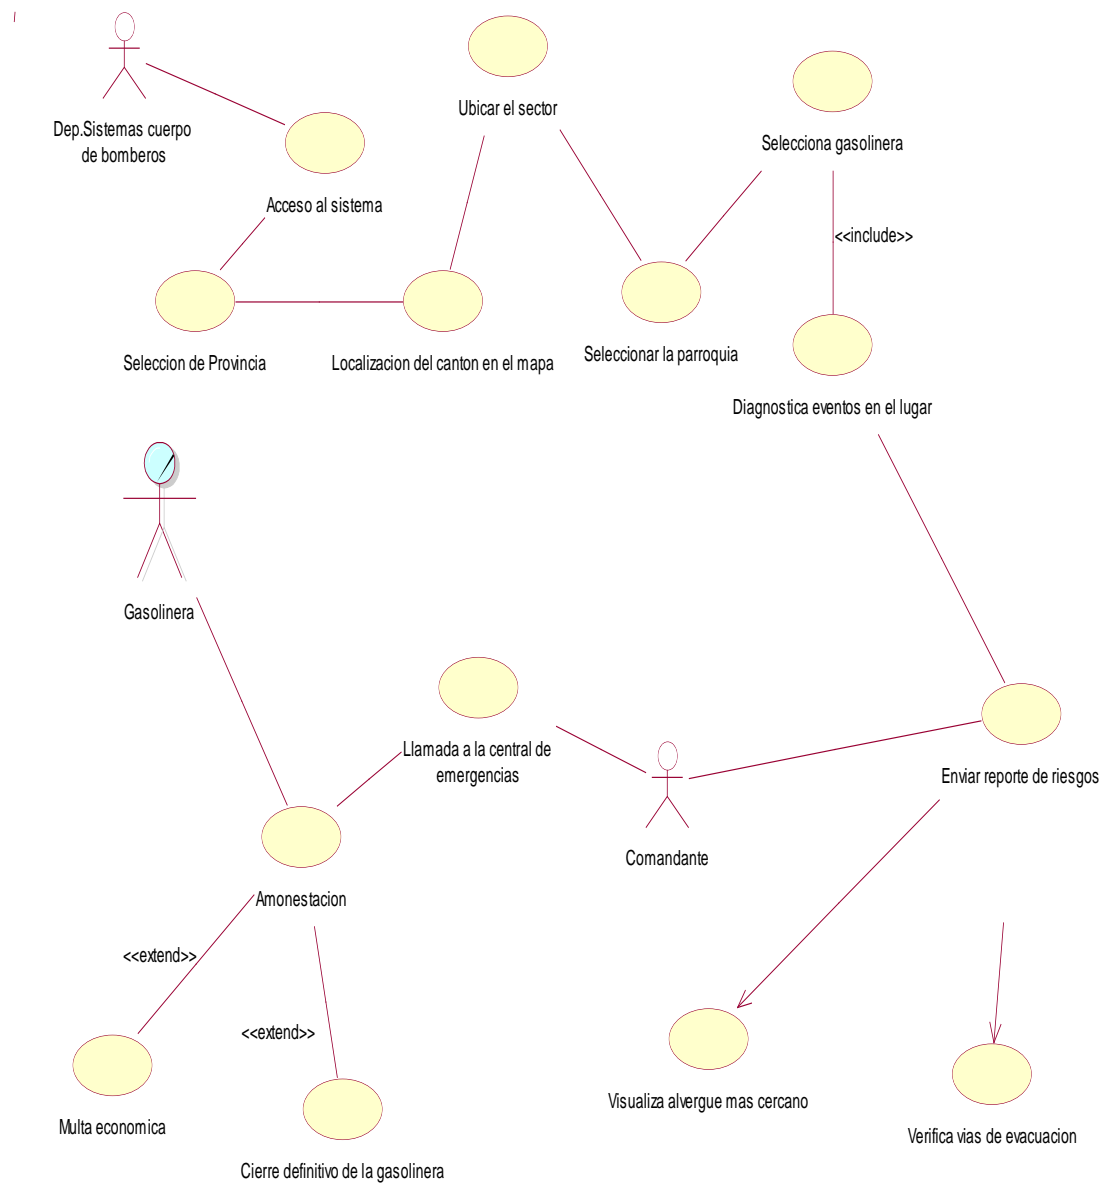 Dep.Sistemas cuerpo
de bomberos
Ubicar el sector
Selecciona gasolinera
Acceso al sistema
<<include>>
Seleccion de Provincia
Localizacion del canton en el mapa
Seleccionar la parroquia
Diagnostica eventos en el lugar
Gasolinera
Llamada a la central de
emergencias
Enviar reporte de riesgos
Comandante
Amonestacion
<<extend>>
<<extend>>
Visualiza alvergue mas cercano
Multa economica
Verifica vias de evacuacion
Cierre definitivo de la gasolinera